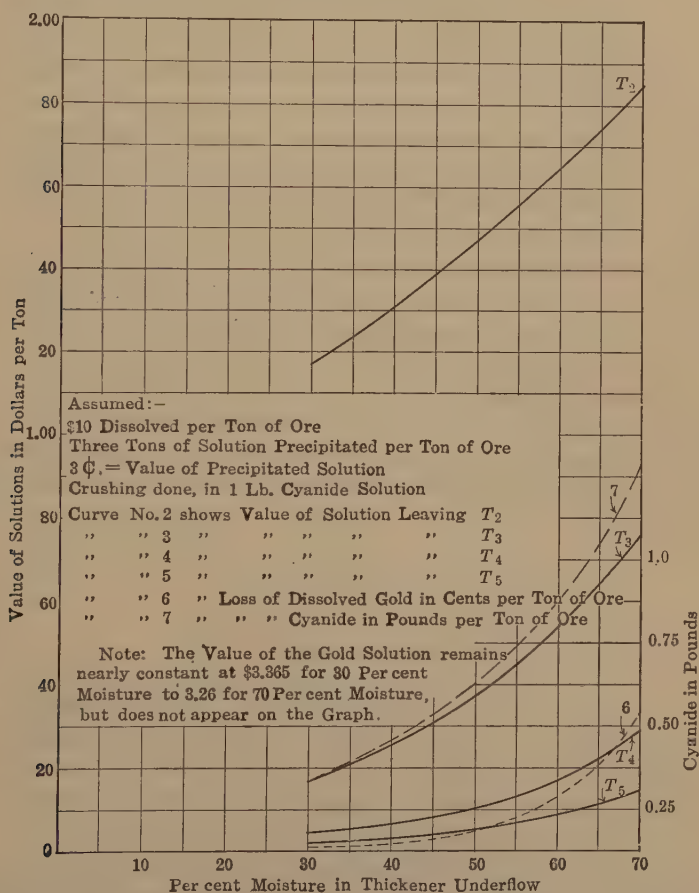 2.00
80
T2
60
40
20
Value of Solutions in Dollars per Ton
Assumed:–
$10 Dissolved per Ton of Ore
1.00
Three Tons of Solution Precipitated per Ton of Ore
3 ₵. = Value of Precipitated Solution
Crushing done, in 1 Lb. Cyanide Solution
Curve No. 2 shows Value of Solution Leaving T2
„ „ 3 „ „ „ „ „ T3
„ „ 4 „ „ „ „ „ T4
„ „ 5 „ „ „ „ „ T5
„ „ 6 „ Loss of Dissolved Gold in Cents per Ton of Ore
„ „ 7 „ „ „ Cyanide in Pounds per Ton of Ore
Note: The Value of the Gold Solution remains
nearly constant at $3.365 for 30 Per cent
Moisture to 3.26 for 70 Per cent Moisture,
but does not appear on the Graph.
80
60
40
20
0
7
T3
6
T4
T5
1.0
0.75
0.50
0.25
Cyanide in Pounds
0
10 20 30 40 50 60 70
Per cent Moisture in Thickener Underflow